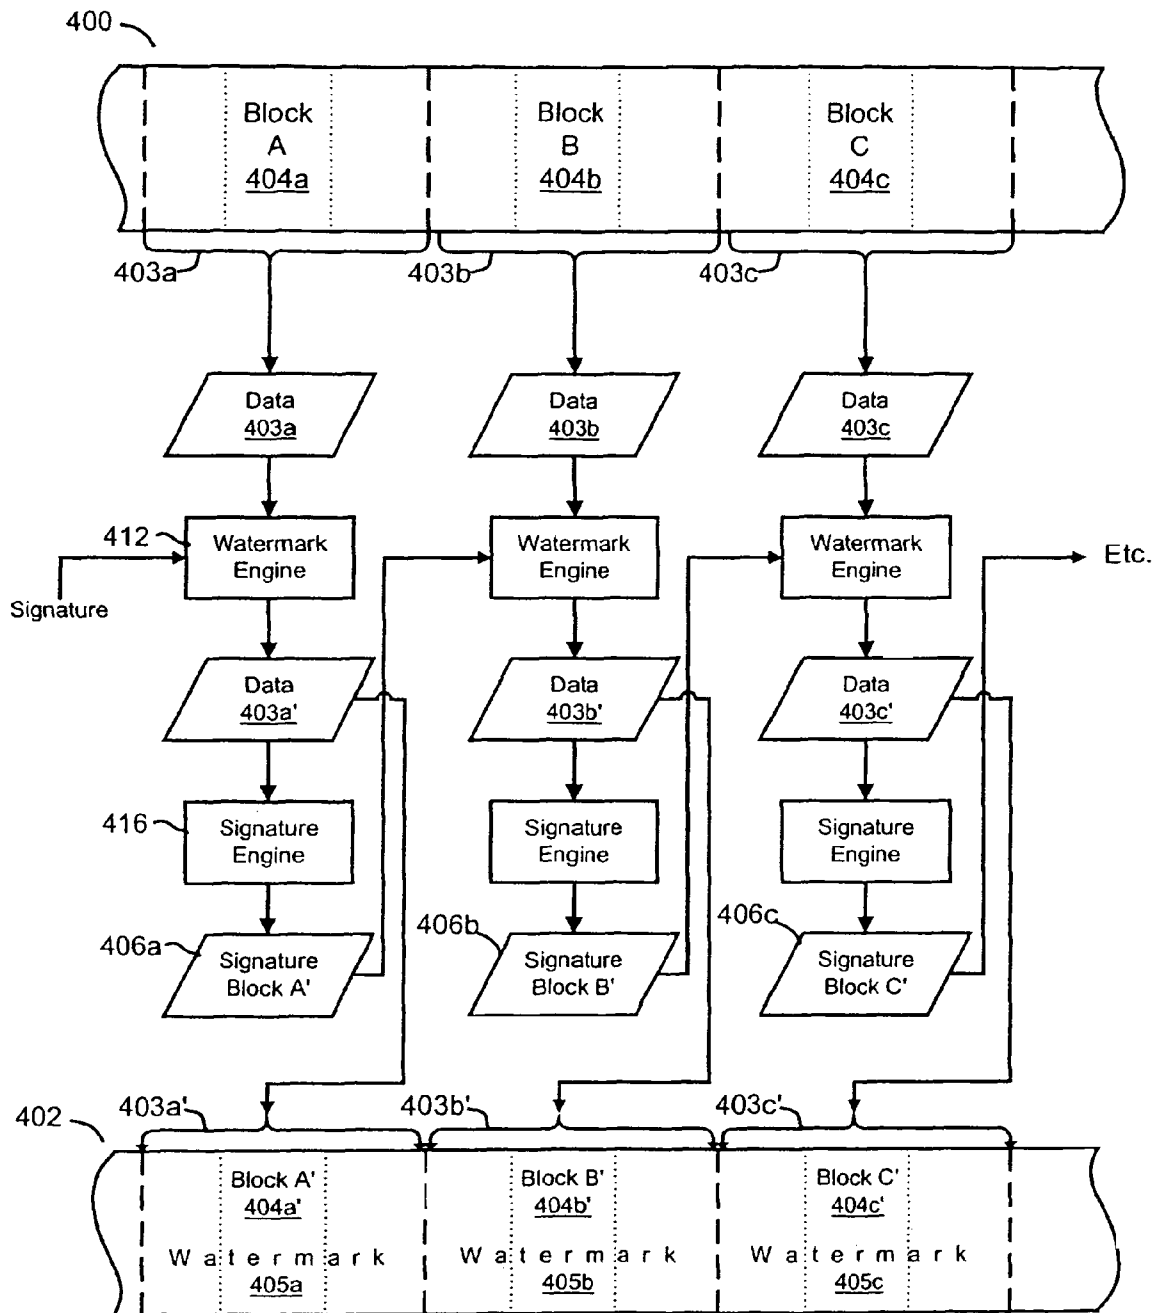 400
Block
A
404a
Block
B
404b
Block
C
404c
403a
403b
403c
Data
403a
Data
403b
Data
403c
412
Watermark
Engine
Watermark
Engine
Watermark
Engine
Etc.
Signature
Data
403a'
Data
403b'
Data
403c'
416
Signature
Engine
Signature
Engine
Signature
Engine
406a
406b
406c
Signature
Block A'
Signature
Block B'
Signature
Block C'
402
403a'
403b'
403c'
Block A'
404a'
Block B'
404b'
Block C'
404c'
Watermark
405a
Watermark
405b
Watermark
405c